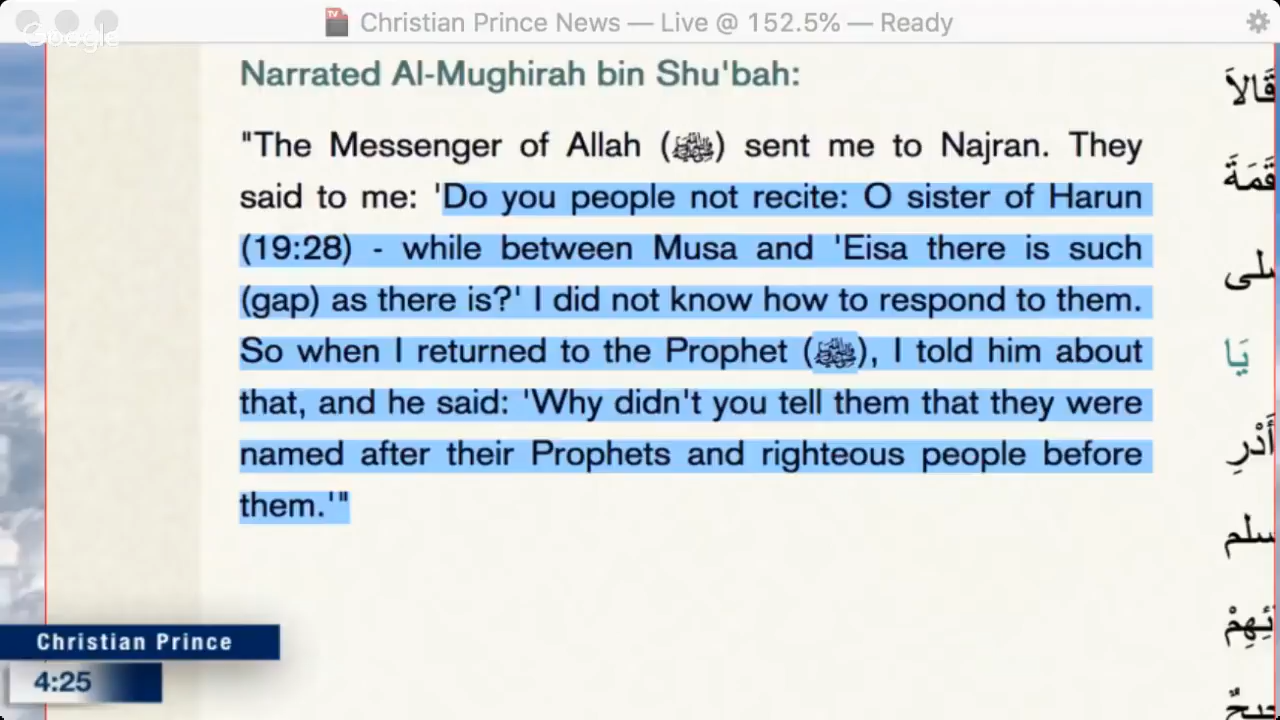 Christian Prince News — Live @ 152.5% — Ready
Google
Narrated Al-Mughirah bin Shu'bah:
"The Messenger of Allah (ﷺ) sent me to Najran. They
said to me: 'Do you people not recite: O sister of Harun
(19:28) - while between Musa and 'Eisa there is such
(gap) as there is?' I did not know how to respond to them.
So when I returned to the Prophet (ﷺ), I told him about
that, and he said: 'Why didn't you tell them that they were
named after their Prophets and righteous people before
them.'"
قَالاَ
يَا
Christian Prince
4:25